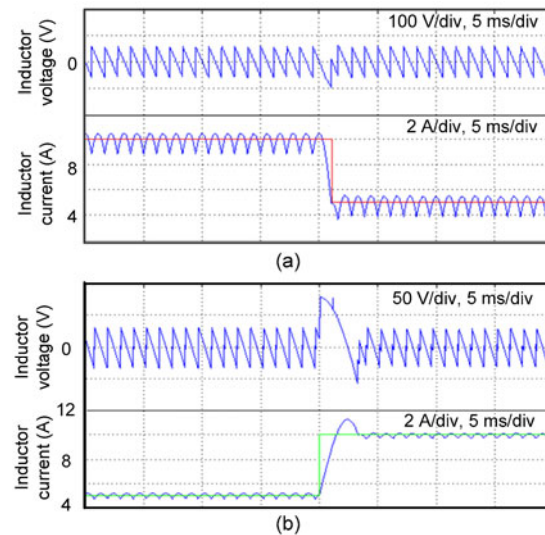 100 V/div, 5 ms/div
Inductor
voltage (V)
0
2 A/div, 5 ms/div
Inductor
current (A)
8
4
(a)
50 V/div, 5 ms/div
Inductor
voltage (V)
0
12
2 A/div, 5 ms/div
Inductor
current (A)
8
4
(b)